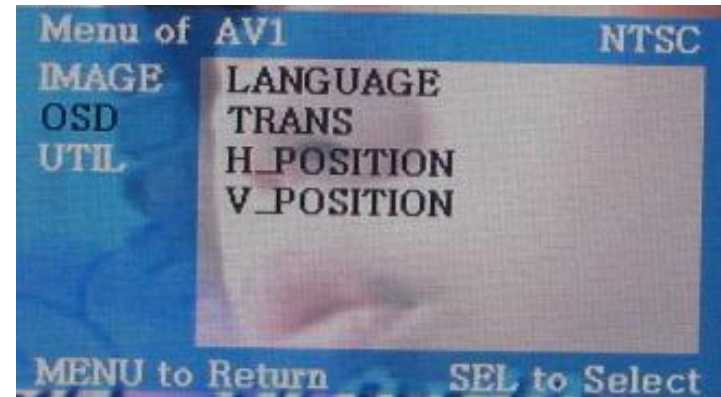 Menu of AV1 NTSC
IMAGE LANGUAGE
OSD TRANS
UTIL H_POSITION
V_POSITION
MENU to Return SEL to Select